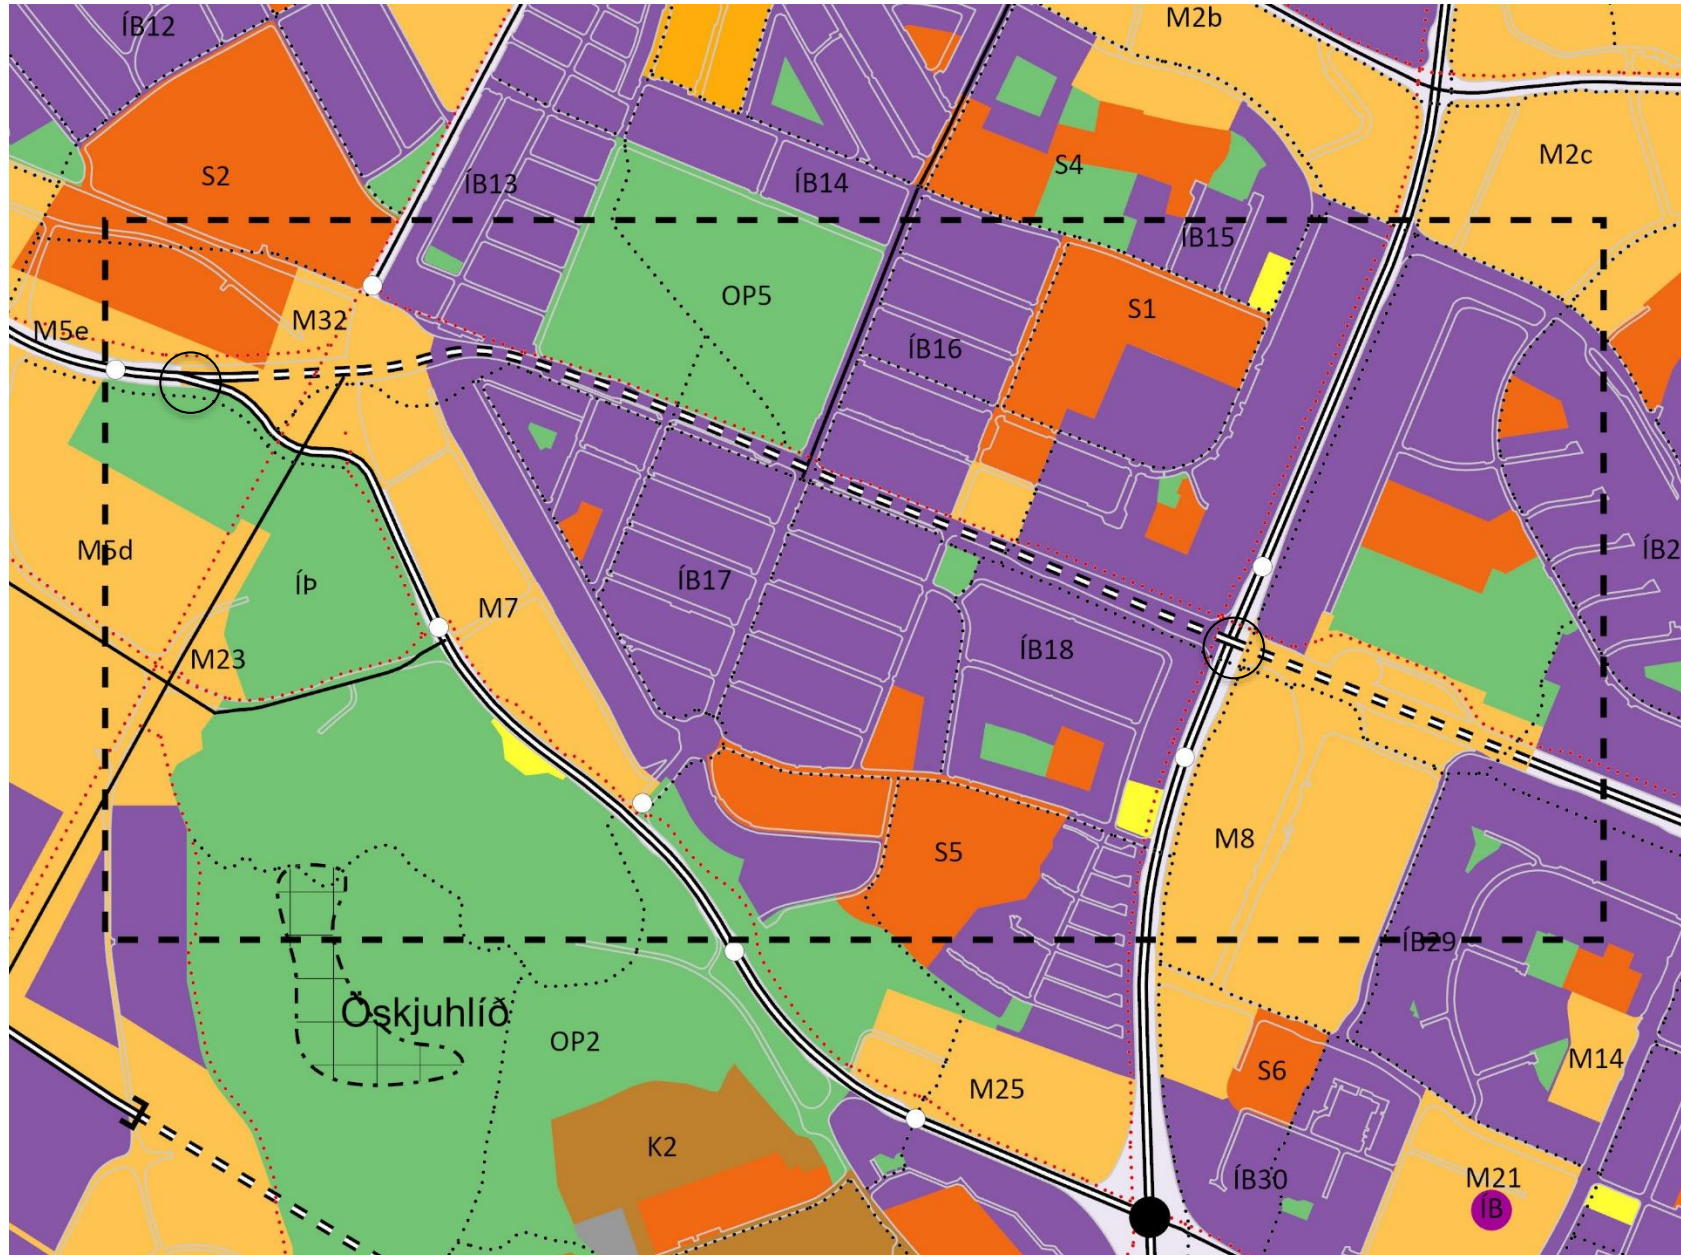 ÍB12
M2b
S2
S4
M2c
ÍB13
ÍB14
ÍB15
OP5
S1
M5e
M32
ÍB16
M5d
ÍÞ
ÍB17
ÍB2
M7
M23
ÍB18
S5
M8
ÍB29
Öskjuhlíð
OP2
M14
S6
M25
K2
ÍB30
M21
ÍB